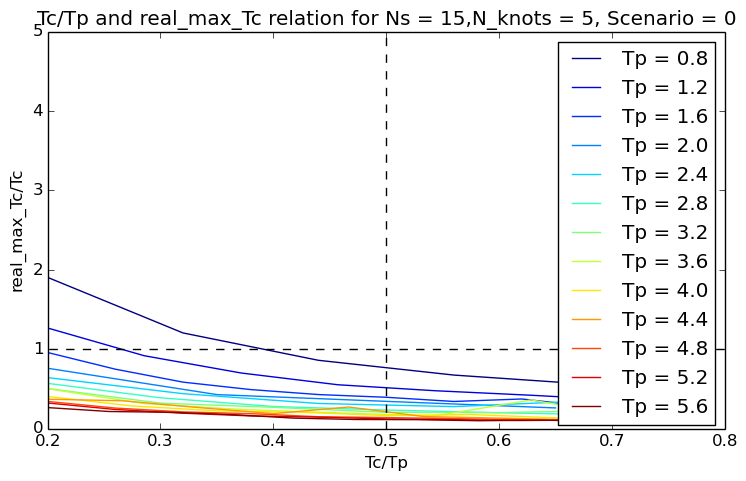 Tc/Tp and real_max_Tc relation for Ns = 15,N_knots = 5, Scenario = 0
5
4
3
2
1
0
real_max_Tc/Tc
Tp = 0.8
Tp = 1.2
Tp = 1.6
Tp = 2.0
Tp = 2.4
Tp = 2.8
Tp = 3.2
Tp = 3.6
Tp = 4.0
Tp = 4.4
Tp = 4.8
Tp = 5.2
Tp = 5.6
0.2 0.3 0.4 0.5 0.6 0.7 0.8
Tc/Tp